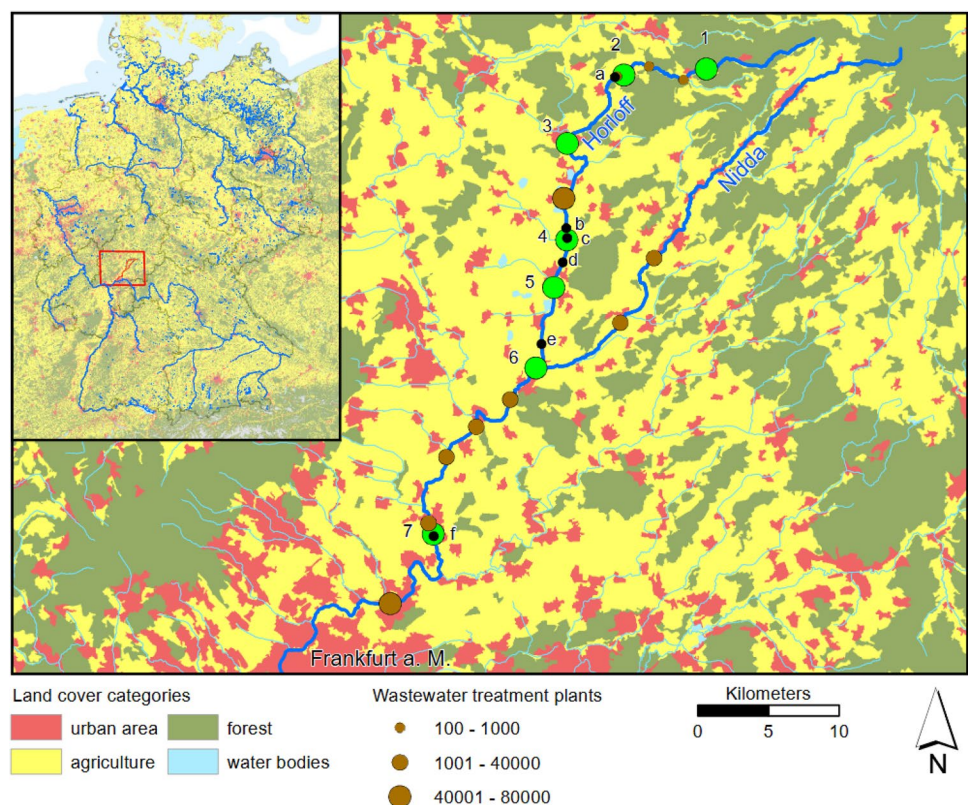 1
2
a
3
Horloff
Nidda
b
4
c
d
5
e
6
7
f
Frankfurt a. M.
Land cover categories
urban area
forest
agriculture
water bodies
Wastewater treatment plants
100 - 1000
1001 - 40000
40001 - 80000
Kilometers
0
5
10
N